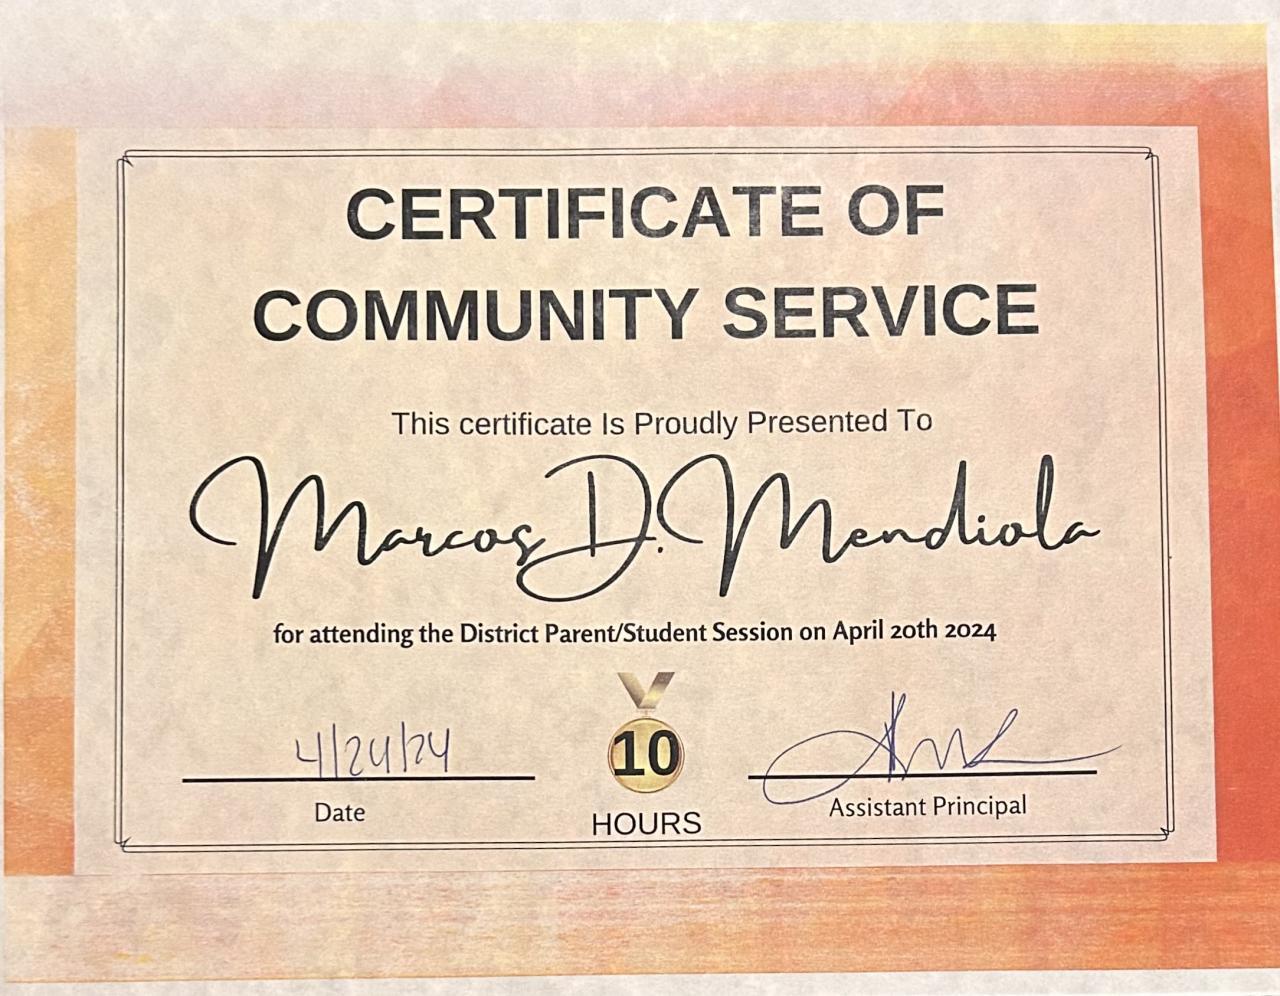 CERTIFICATE OF
COMMUNITY SERVICE
This certificate Is Proudly Presented To
Marcos D. Mendiola
for attending the District Parent/Student Session on April 20th 2024
4/24/24
Date
10
HOURS
Assistant Principal